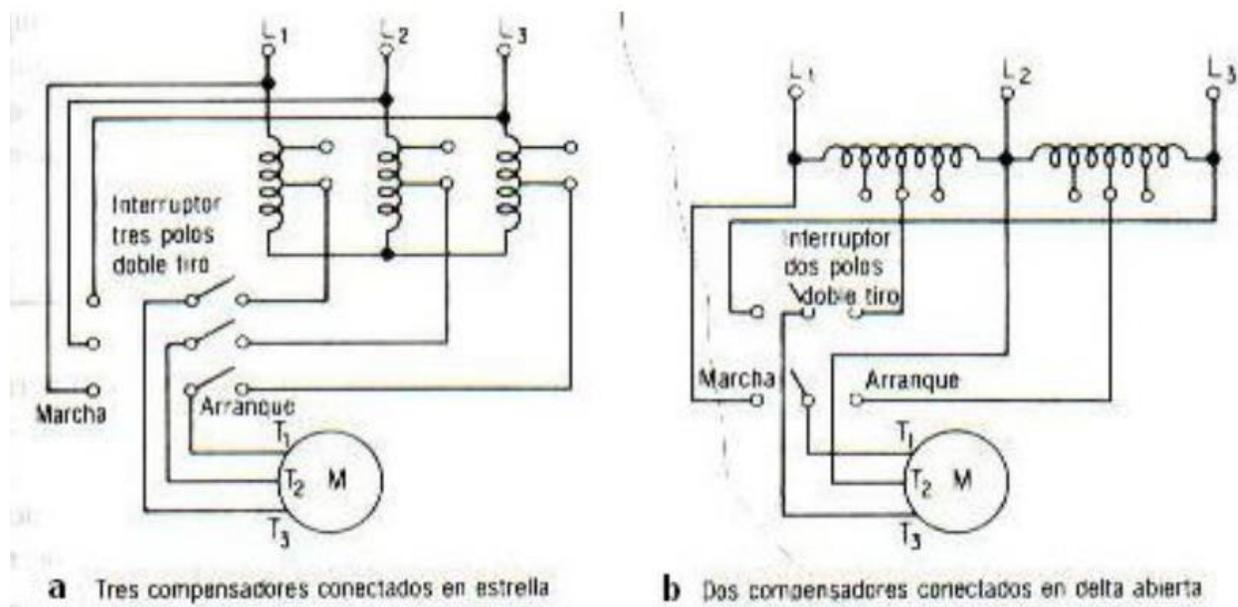 L1 L2 L3
Interruptor
tres polos
doble tiro
Marcha
Arranque
T1
T2
M
T3
a Tres compensadores conectados en estrella
L1 L2 L3
Interruptor
dos polos
doble tiro
Marcha
Arranque
T1
T2
M
T3
b Dos compensadores conectados en delta abierta